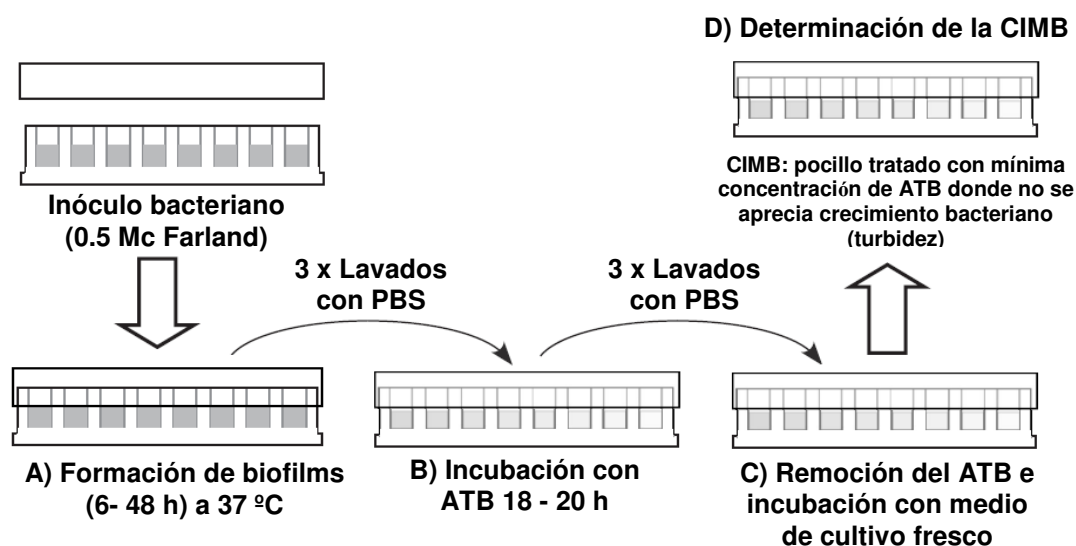 D) Determinación de la CIMB
CIMB: pocillo tratado con mínima
concentración de ATB donde no se
aprecia crecimiento bacteriano
(turbidez)
Inóculo bacteriano
(0.5 Mc Farland)
3 x Lavados
con PBS
3 x Lavados
con PBS
A) Formación de biofilms
(6- 48 h) a 37 ºC
B) Incubación con
ATB 18 - 20 h
C) Remoción del ATB e
incubación con medio
de cultivo fresco